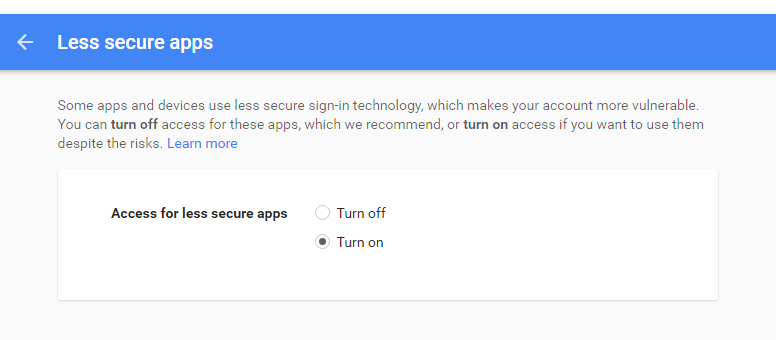 Less secure apps
Some apps and devices use less secure sign-in technology, which makes your account more vulnerable.
You can turn off access for these apps, which we recommend, or turn on access if you want to use them
despite the risks. Learn more
Access for less secure apps
Turn off
Turn on